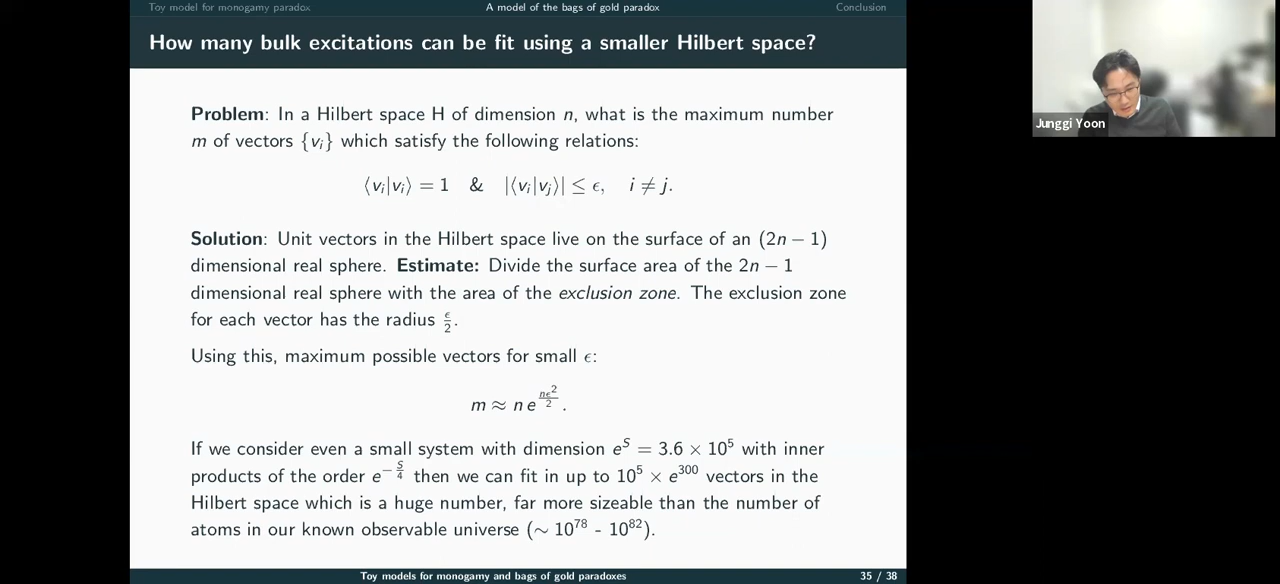 Toy model for monogamy paradox
A model of the bags of gold paradox
Conclusion
How many bulk excitations can be fit using a smaller Hilbert space?
Problem: In a Hilbert space H of dimension n, what is the maximum number
m of vectors {vᵢ} which satisfy the following relations:
⟨vᵢ|vᵢ⟩ = 1 & |⟨vᵢ|vⱼ⟩| ≤ ϵ, i ≠ j.
Solution: Unit vectors in the Hilbert space live on the surface of an (2n − 1)
dimensional real sphere. Estimate: Divide the surface area of the 2n − 1
dimensional real sphere with the area of the exclusion zone. The exclusion zone
for each vector has the radius ϵ/2.
Using this, maximum possible vectors for small ϵ:
m ≈ n e^{nϵ²/2}.
If we consider even a small system with dimension e^S = 3.6 × 10⁵ with inner
products of the order e^{−S/4} then we can fit in up to 10⁵ × e³⁰⁰ vectors in the
Hilbert space which is a huge number, far more sizeable than the number of
atoms in our known observable universe (∼ 10⁷⁸ - 10⁸²).
Toy models for monogamy and bags of gold paradoxes
35 / 38
Junggi Yoon